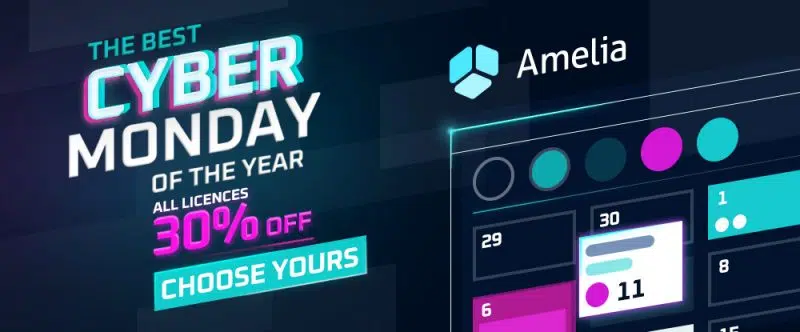 THE BEST
CYBER
MONDAY
OF THE YEAR
ALL LICENCES
30% OFF
CHOOSE YOURS
Amelia
29
30
1
6
11
8
15